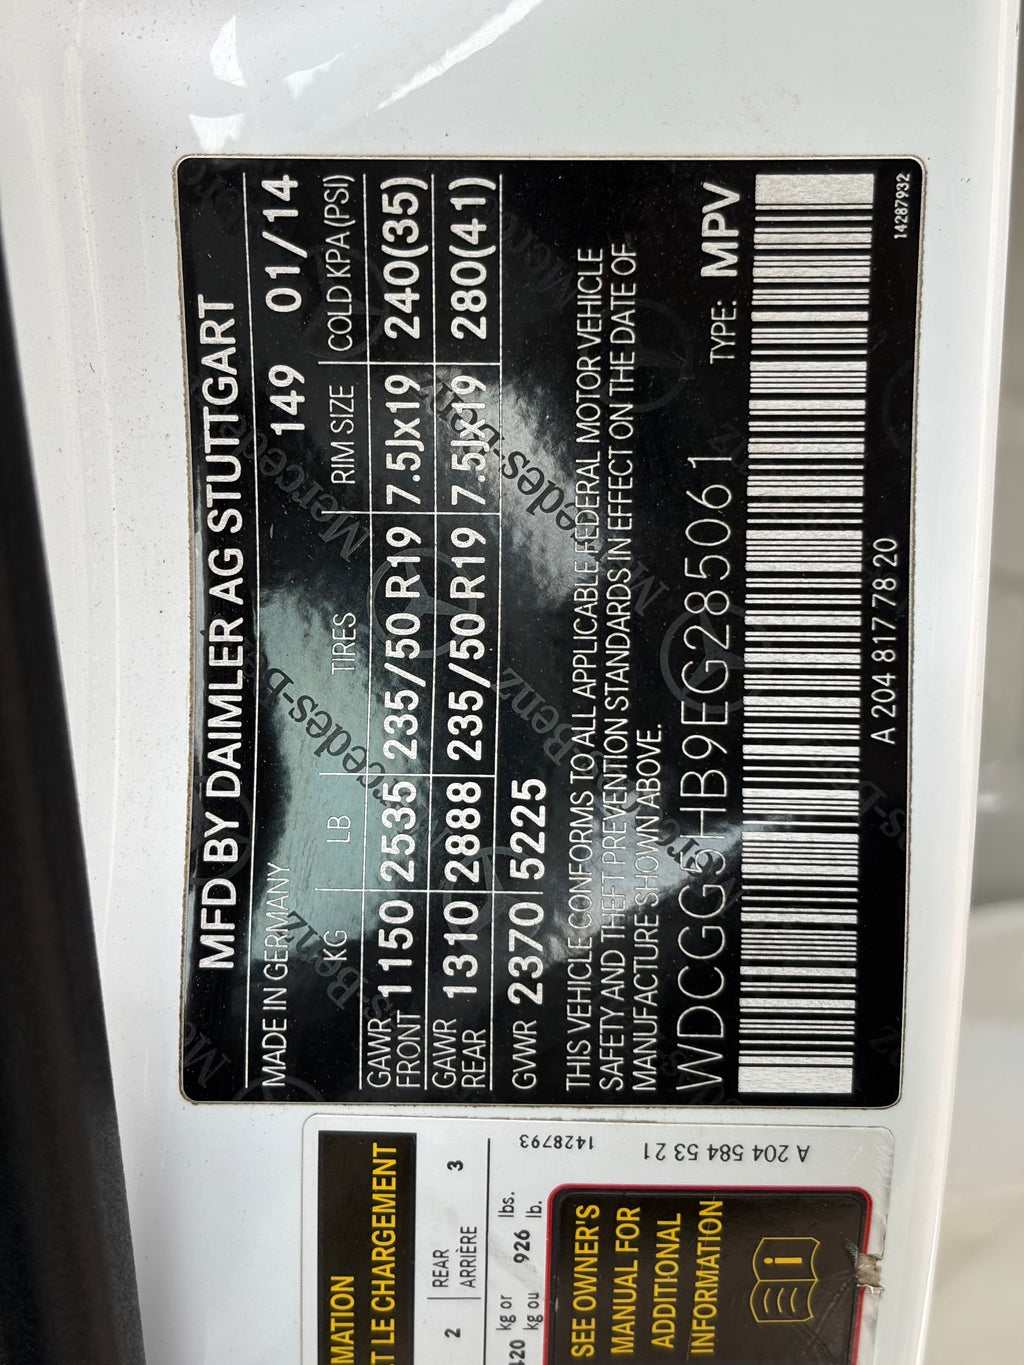 MFD BY DAIMLER AG STUTTGART
MADE IN GERMANY 149 01/14
KG LB TIRES RIM SIZE COLD KPA (PSI)
GAWR FRONT 1150 2535 235/50 R19 7.5Jx19 240(35)
GAWR REAR 1310 2888 235/50 R19 7.5Jx19 280(41)
GVWR 2370 5225
THIS VEHICLE CONFORMS TO ALL APPLICABLE FEDERAL MOTOR VEHICLE
SAFETY AND THEFT PREVENTION STANDARDS IN EFFECT ON THE DATE OF
MANUFACTURE SHOWN ABOVE.
WDCGG5HB9EG285061 TYPE: MPV
A 204 817 78 20
14287932
MATION
T LE CHARGEMENT
2 REAR 3
ARRIÈRE
420 kg or 926 lbs.
kg ou lb.
1428793
SEE OWNER'S
MANUAL FOR
ADDITIONAL
INFORMATION
A 204 584 53 21